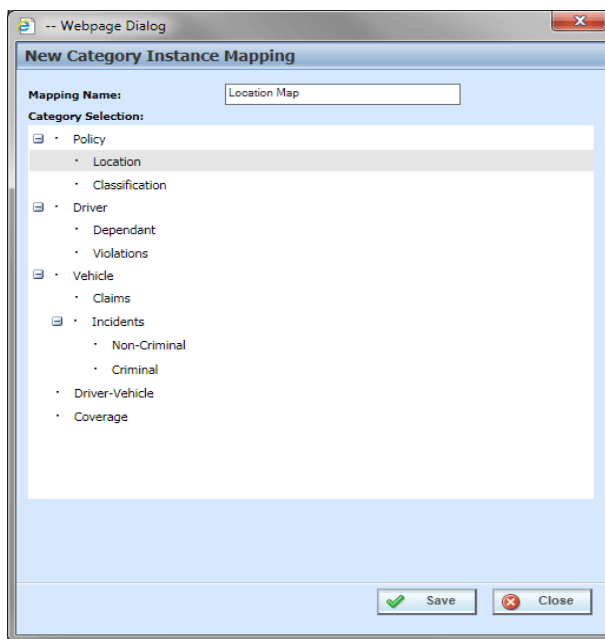 -- Webpage Dialog
New Category Instance Mapping
Mapping Name: Location Map
Category Selection:
Policy
Location
Classification
Driver
Dependant
Violations
Vehicle
Claims
Incidents
Non-Criminal
Criminal
Driver-Vehicle
Coverage
Save Close